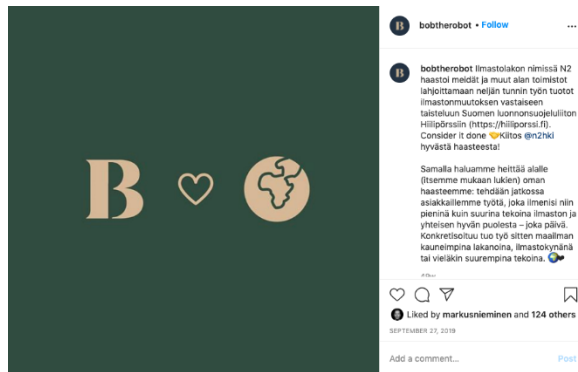 B
bobtherobot • Follow
...
B
bobtherobot Ilmastolakon nimissä N2
haastoi meidät ja muut alan toimistot
lahjoittamaan neljän tunnin työn tuotot
ilmastonmuutoksen vastaiseen
taisteluun Suomen luonnonsuojeluliiton
Hiilipörssiin (https://hiiliporssi.fi).
Consider it done 🤝Kiitos @n2hki
hyvästä haasteesta!
Samalla haluamme heittää alalle
(itsemme mukaan lukien) oman
haasteemme: tehdään jatkossa
asiakkaillemme työtä, joka ilmenisi niin
pieninä kuin suurina tekoina ilmaston ja
yhteisen hyvän puolesta – joka päivä.
Konkretisoituu tuo työ sitten maailman
kauneimpina lakanoina, ilmastokynänä
tai vieläkin suurempina tekoina. 🌍❤
Liked by markusnieminen and 124 others
SEPTEMBER 27, 2019
Add a comment...
Post
B